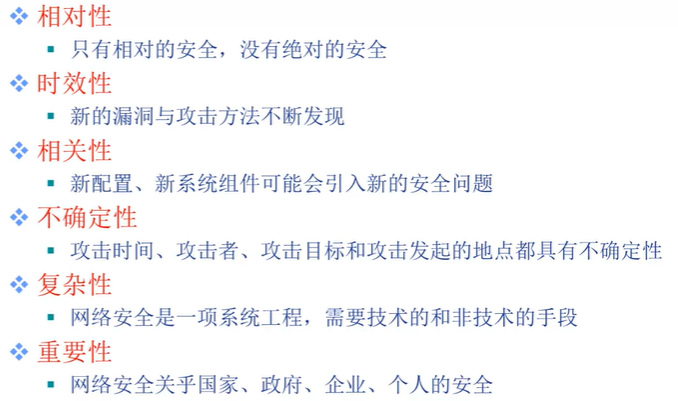 相对性
只有相对的安全，没有绝对的安全
时效性
新的漏洞与攻击方法不断发现
相关性
新配置、新系统组件可能会引入新的安全问题
不确定性
攻击时间、攻击者、攻击目标和攻击发起的地点都具有不确定性
复杂性
网络安全是一项系统工程，需要技术的和非技术的手段
重要性
网络安全关乎国家、政府、企业、个人的安全